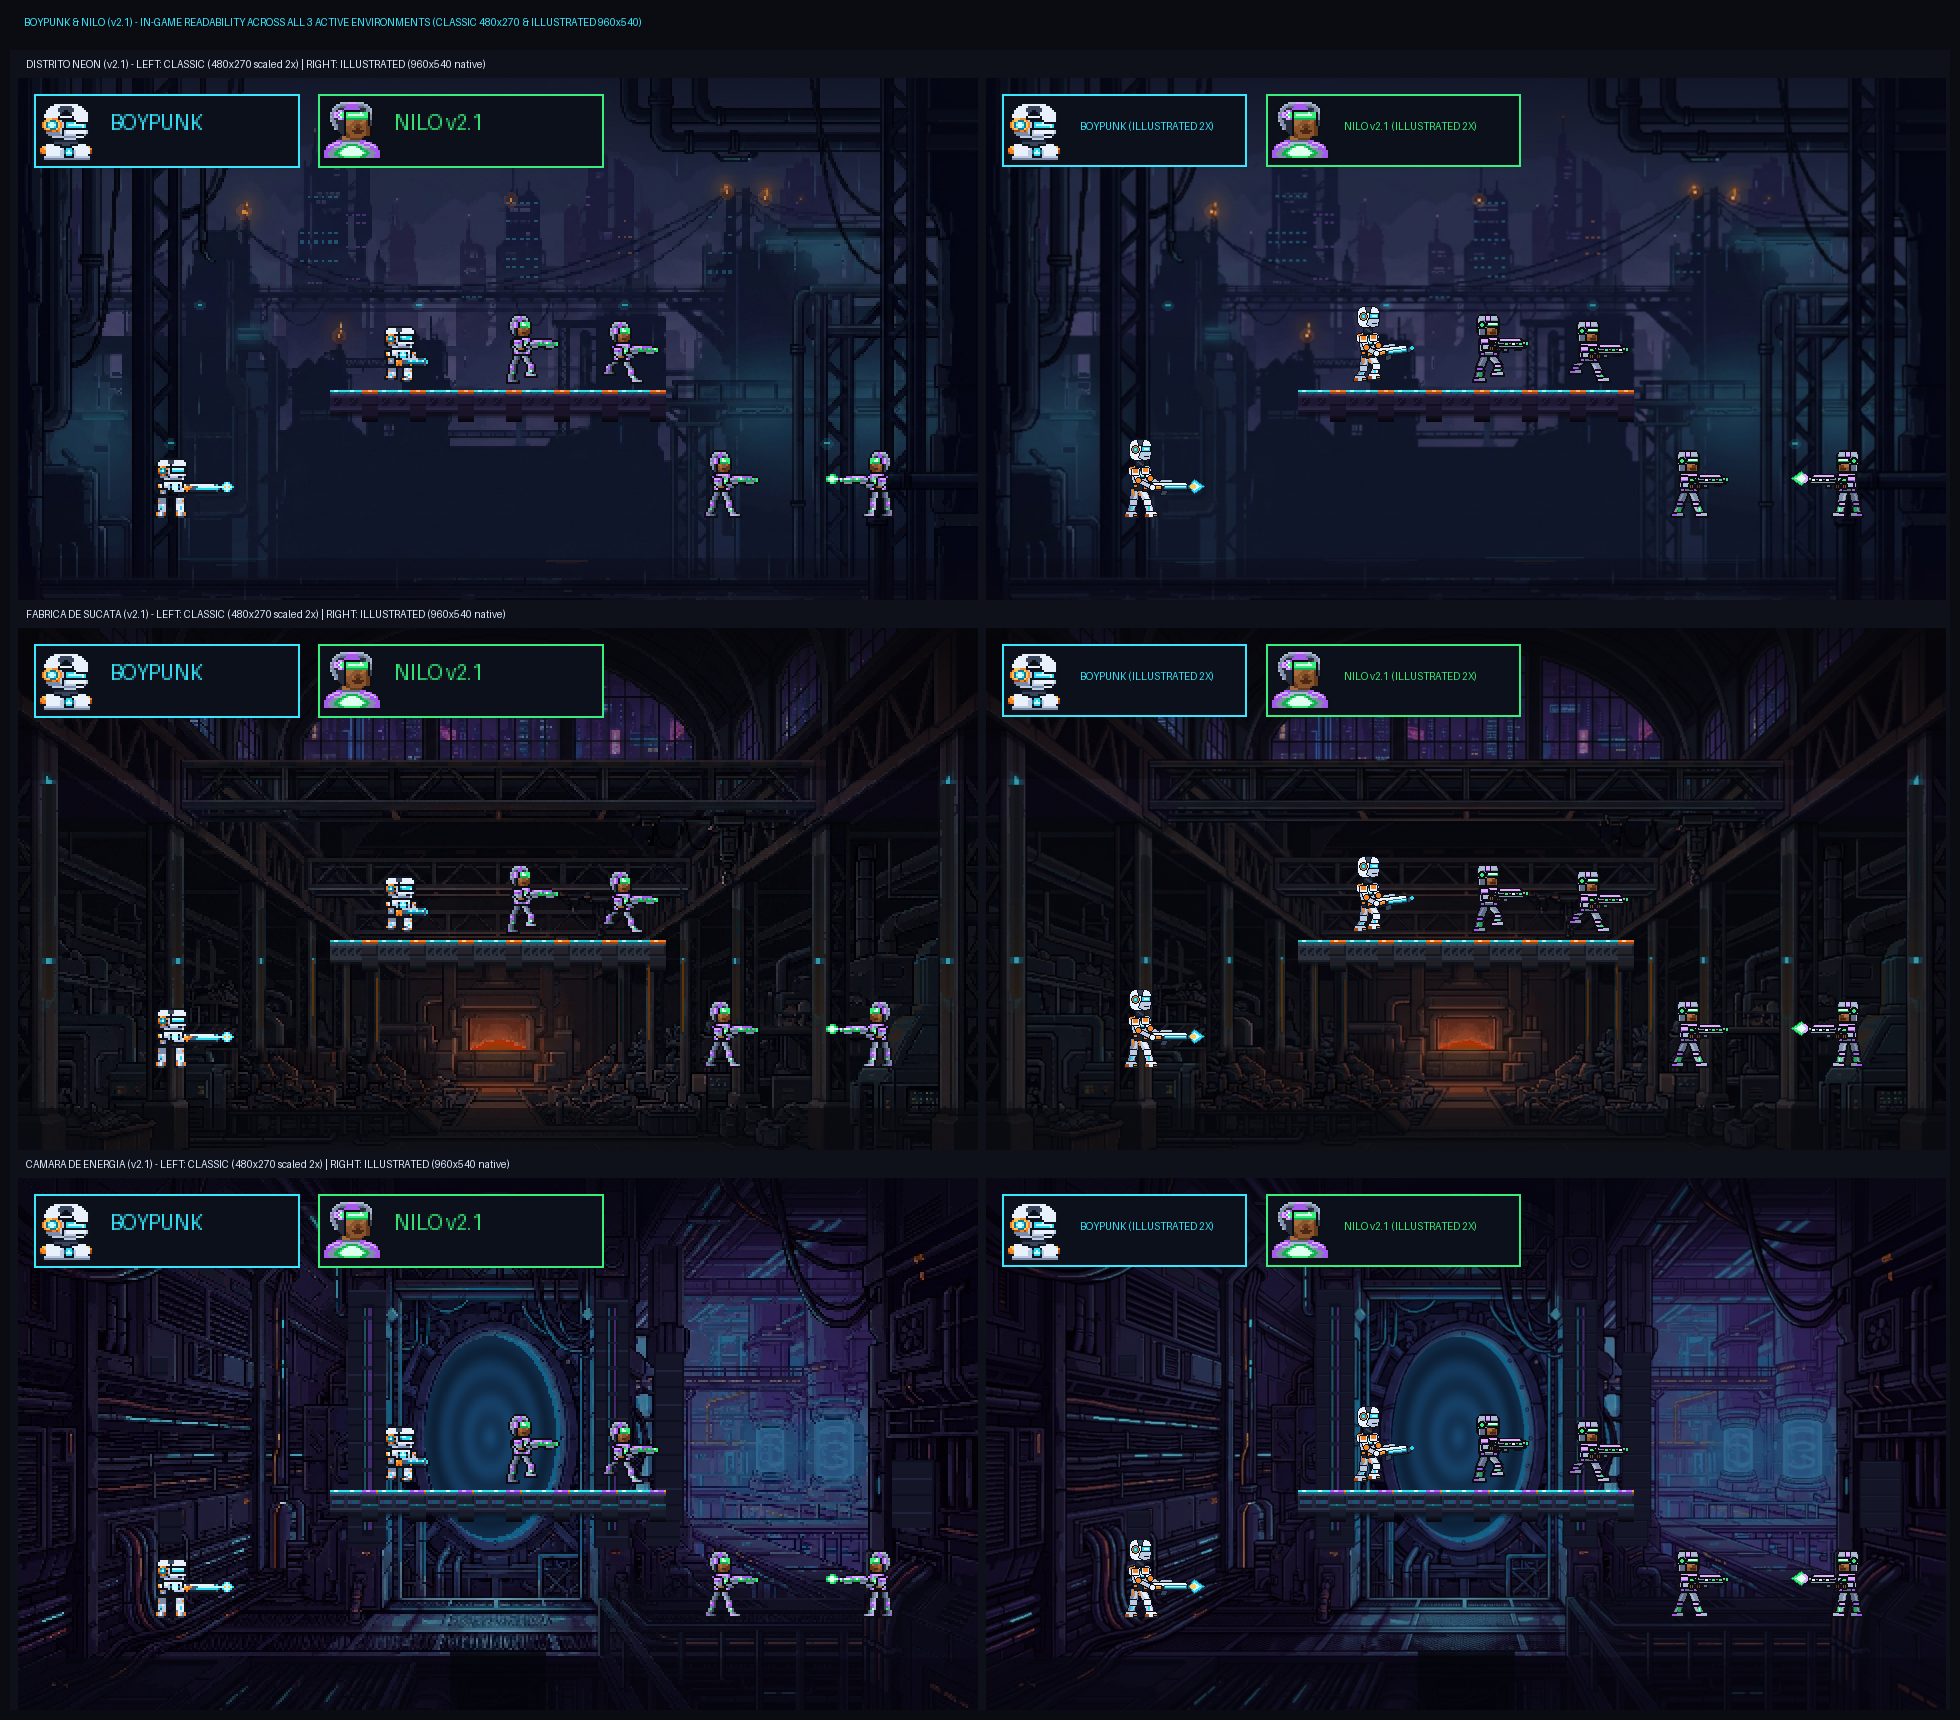 BOYPUNK & NILO (v2.1) - IN-GAME READABILITY ACROSS ALL 3 ACTIVE ENVIRONMENTS (CLASSIC 480x270 & ILLUSTRATED 960x540)
DISTRITO NEON (v2.1) - LEFT: CLASSIC (480x270 scaled 2x) | RIGHT: ILLUSTRATED (960x540 native)
BOYPUNK
NILO v2.1
BOYPUNK (ILLUSTRATED 2X)
NILO v2.1 (ILLUSTRATED 2X)
FABRICA DE SUCATA (v2.1) - LEFT: CLASSIC (480x270 scaled 2x) | RIGHT: ILLUSTRATED (960x540 native)
BOYPUNK
NILO v2.1
BOYPUNK (ILLUSTRATED 2X)
NILO v2.1 (ILLUSTRATED 2X)
CAMARA DE ENERGIA (v2.1) - LEFT: CLASSIC (480x270 scaled 2x) | RIGHT: ILLUSTRATED (960x540 native)
BOYPUNK
NILO v2.1
BOYPUNK (ILLUSTRATED 2X)
NILO v2.1 (ILLUSTRATED 2X)